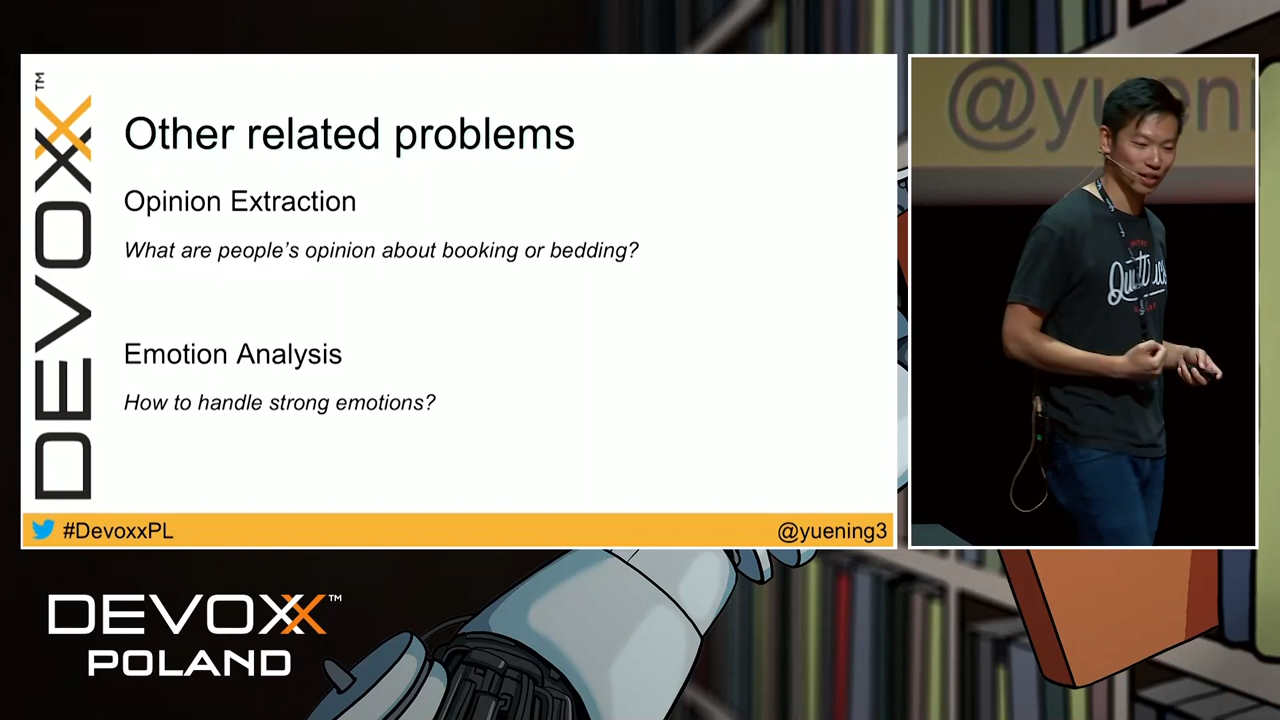 DEVOXX™
Other related problems
Opinion Extraction
What are people's opinion about booking or bedding?
Emotion Analysis
How to handle strong emotions?
#DevoxxPL
@yuening3
@yueni
DEVOXX™
POLAND